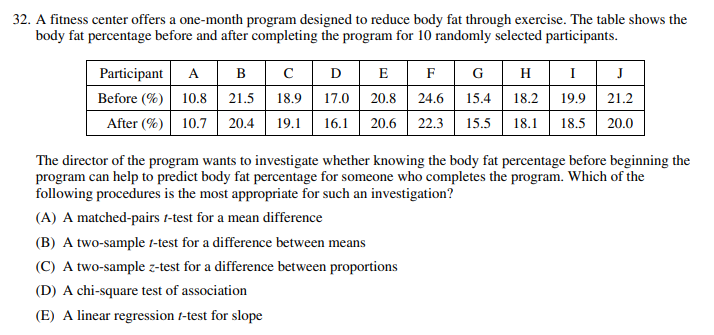 32. A fitness center offers a one-month program designed to reduce body fat through exercise. The table shows the
body fat percentage before and after completing the program for 10 randomly selected participants.
Participant A B C D E F G H I J
Before (%) 10.8 21.5 18.9 17.0 20.8 24.6 15.4 18.2 19.9 21.2
After (%) 10.7 20.4 19.1 16.1 20.6 22.3 15.5 18.1 18.5 20.0
The director of the program wants to investigate whether knowing the body fat percentage before beginning the
program can help to predict body fat percentage for someone who completes the program. Which of the
following procedures is the most appropriate for such an investigation?
(A) A matched-pairs t-test for a mean difference
(B) A two-sample t-test for a difference between means
(C) A two-sample z-test for a difference between proportions
(D) A chi-square test of association
(E) A linear regression t-test for slope